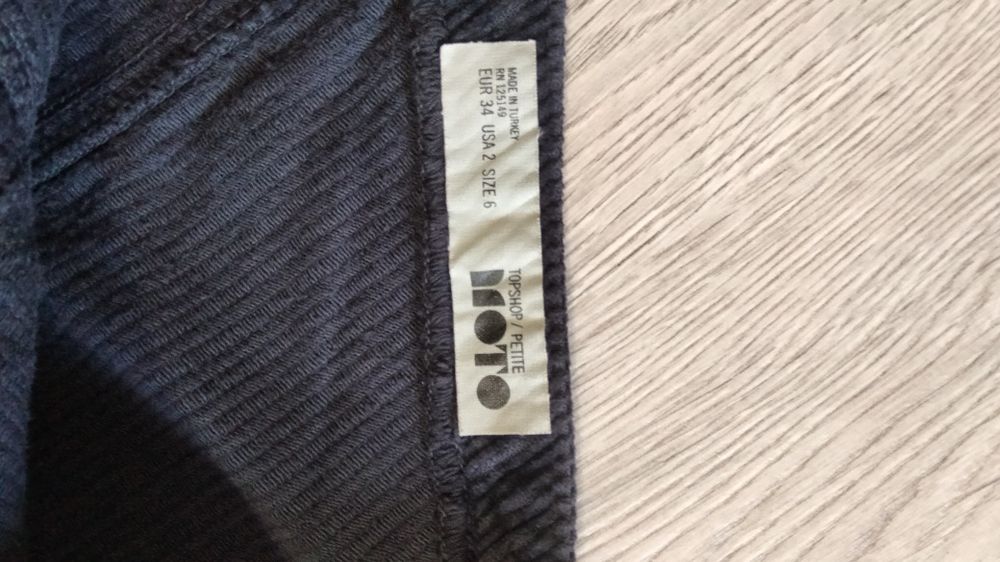 TOPSHOP / PETITE
MOTO
MADE IN TURKEY
RN 125149
EUR 34 USA 2 SIZE 6